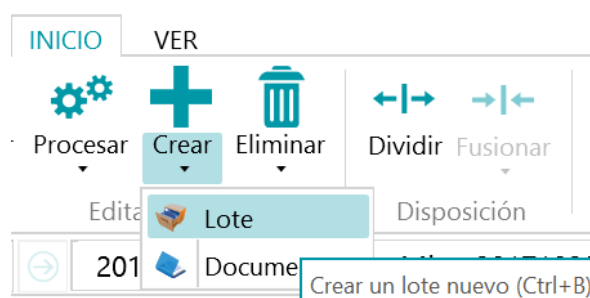 INICIO VER
Procesar Crear Eliminar Dividir Fusionar
Edita Disposición
Lote
201 Docume
Crear un lote nuevo (Ctrl+B)